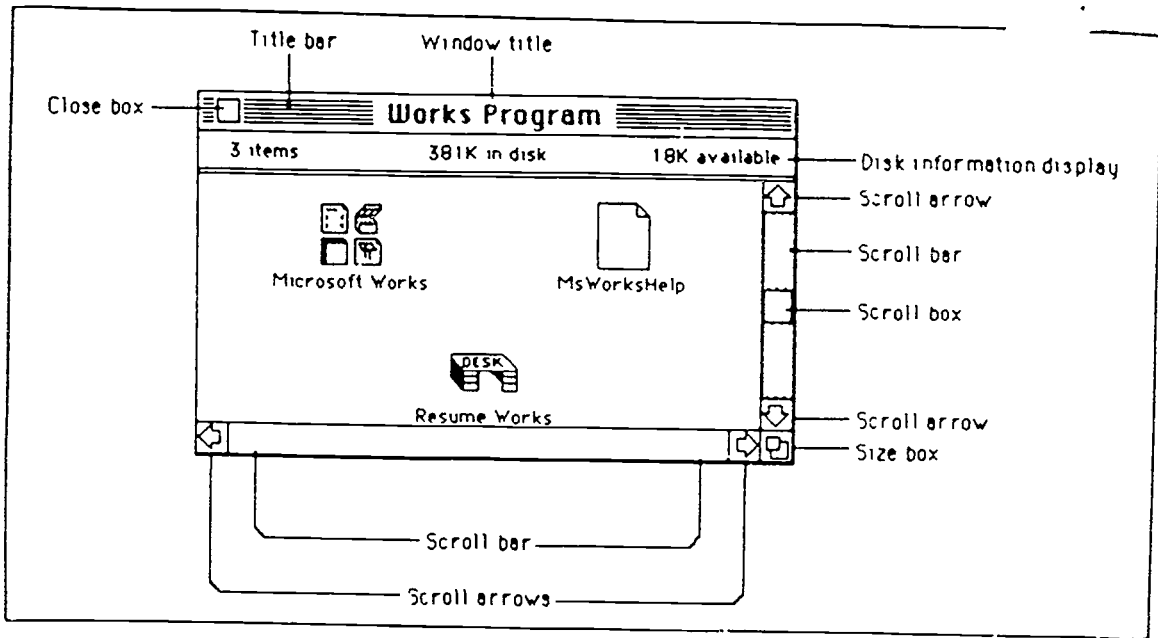 Title bar
Window title
Close box
Works Program
3 items
381K in disk
18K available
Disk information display
Scroll arrow
Scroll bar
Microsoft Works
MsWorksHelp
Scroll box
DESK
Resume Works
Scroll arrow
Size box
Scroll bar
Scroll arrows